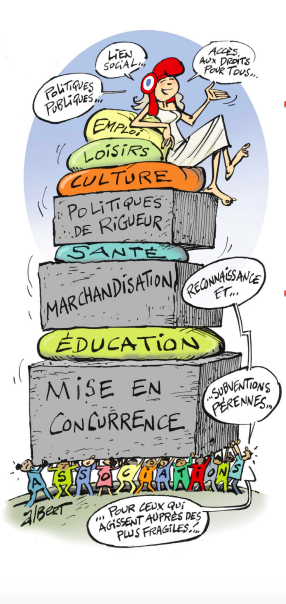 LIEN
SOCIAL...
ACCÈS
AUX DROITS
POUR TOUS...
POLITIQUES
PUBLIQUES...
EMPLOI
LOISIRS
CULTURE
POLITIQUES
DE RIGUEUR
SANTÉ
MARCHANDISATION
RECONNAISSANCE
ET...
ÉDUCATION
...SUBVENTIONS
PÉRENNES...
MISE EN
CONCURRENCE
ASSOCIATIONS
ZILBERT
... POUR CEUX QUI
AGISSENT AUPRÈS DES
PLUS FRAGILES...